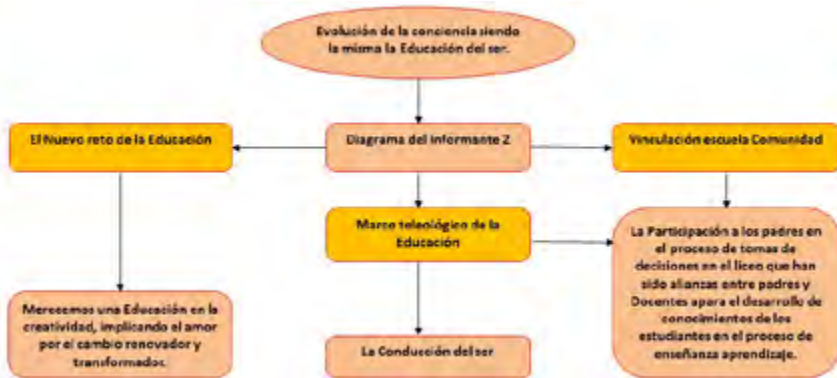 Evolución de la conciencia siendo
la misma la Educación del ser.
El Nuevo reto de la Educación
Diagrama del Informante 2
Vinculación escuela Comunidad
Marco teleológico de la
Educación
La Participación a los padres en
el proceso de tomas de
decisiones en el liceo que han
sido alianzas entre padres y
Docentes apara el desarrollo de
conocimientos de los
estudiantes en el proceso de
enseñanza aprendizaje.
Merecemos una Educación en la
creatividad, implicando el amor
por el cambio renovador y
transformador.
La Conducción del ser